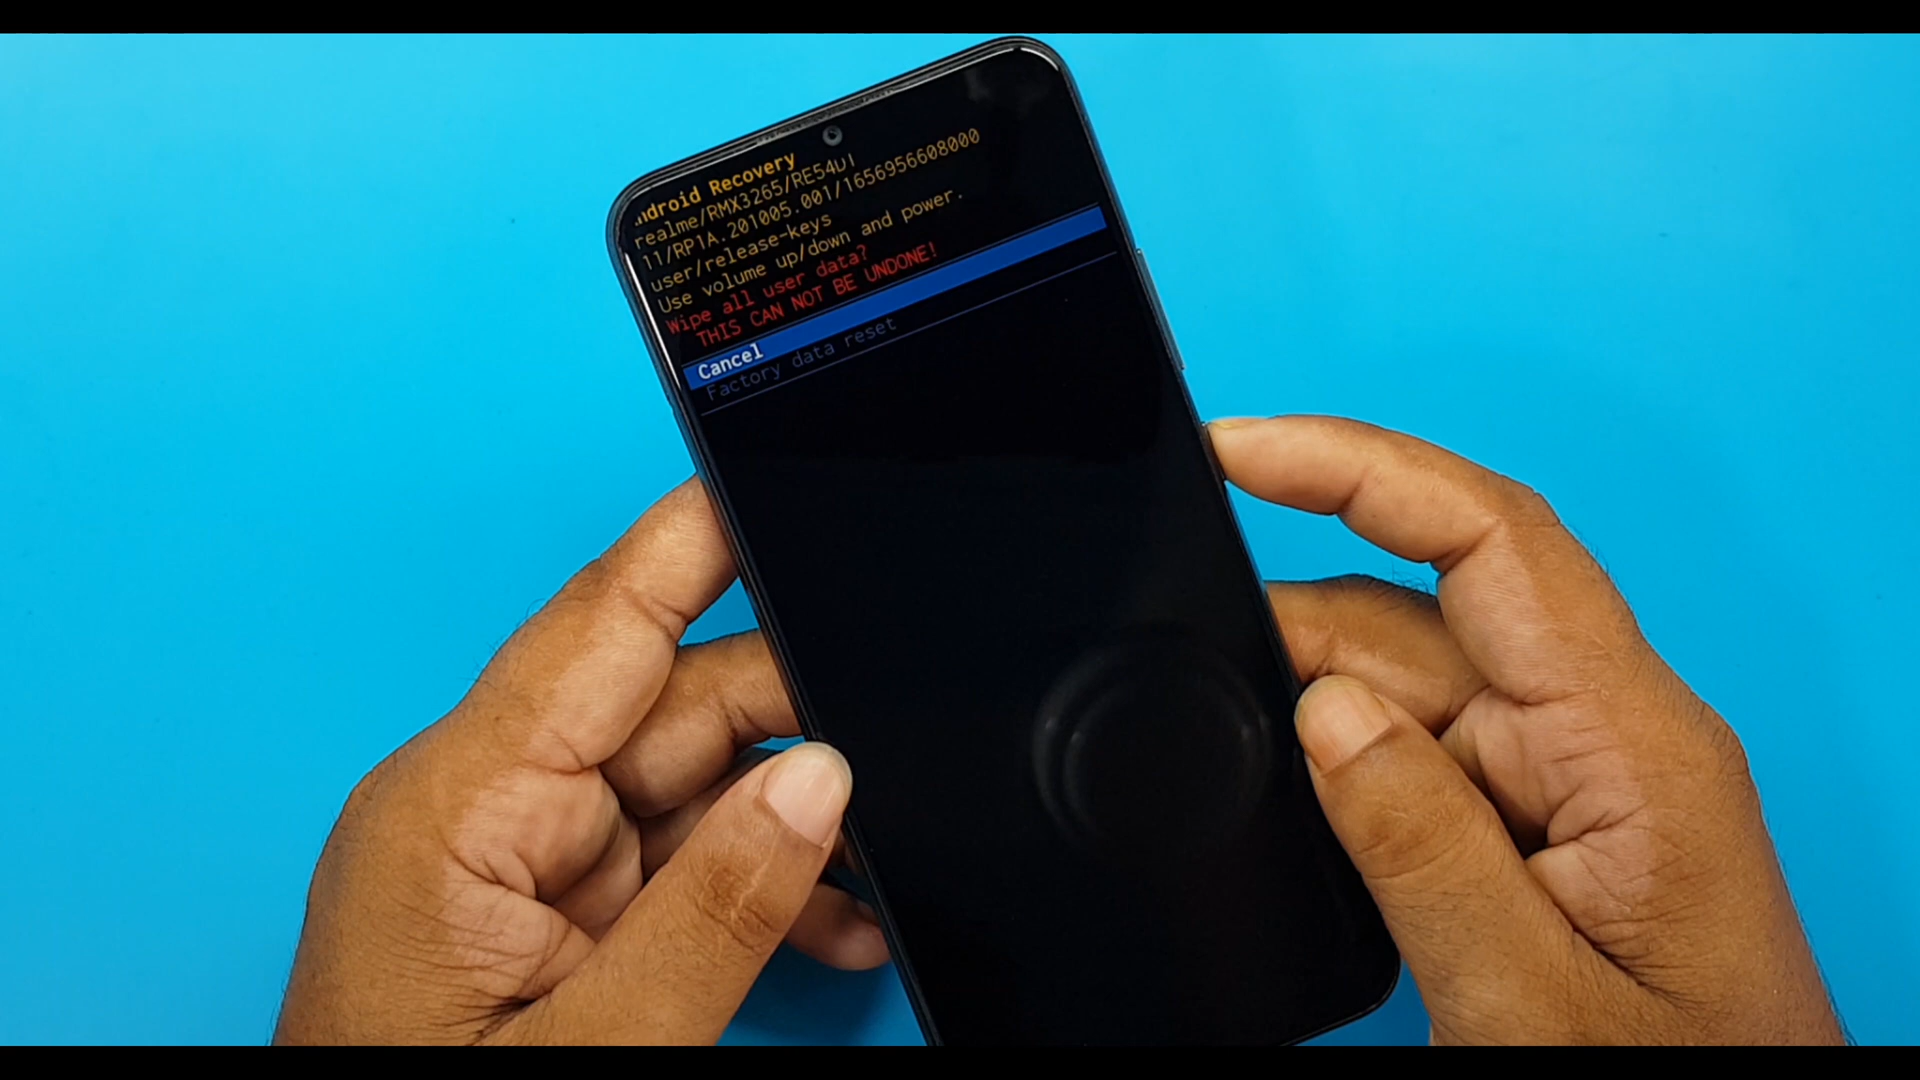 ndroid Recovery
realme/RMX3265/RE54
11/RP1A.201005.001/1656956608000
user/release-keys
Use volume up/down and power.
Wipe all user data?
THIS CAN NOT BE UNDONE!
Cancel
Factory data reset